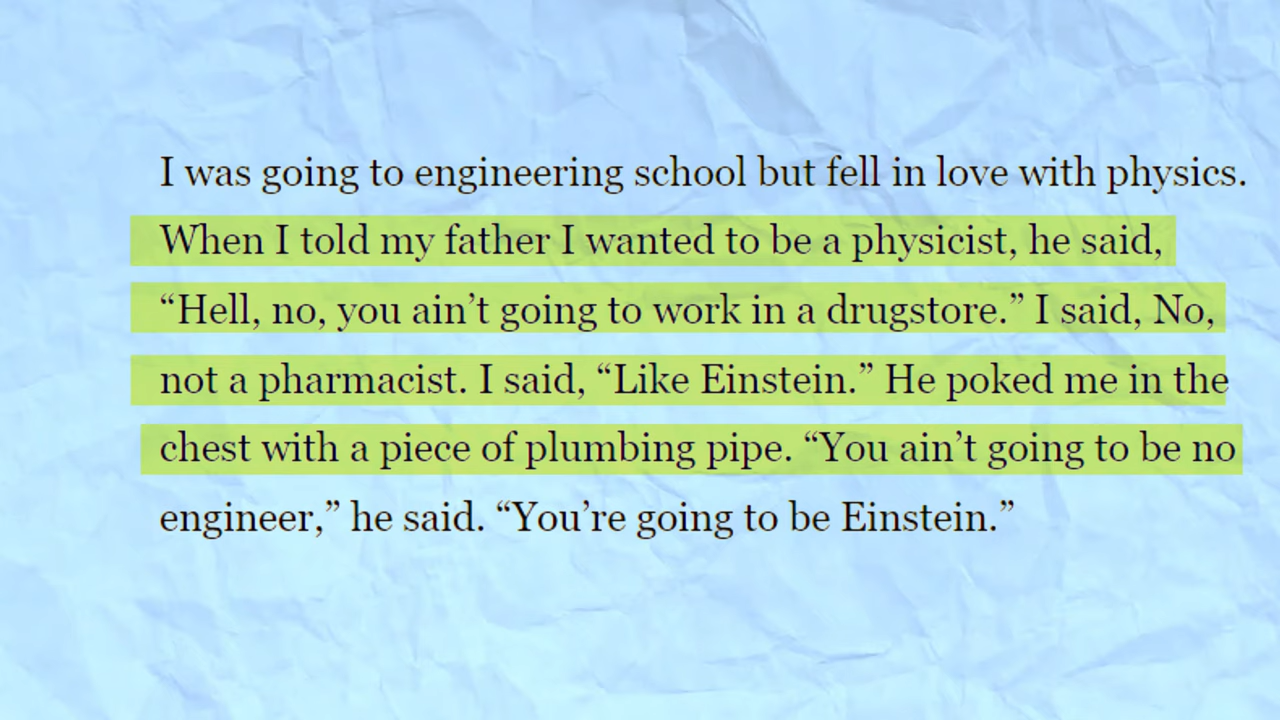 I was going to engineering school but fell in love with physics.
When I told my father I wanted to be a physicist, he said,
“Hell, no, you ain’t going to work in a drugstore.” I said, No,
not a pharmacist. I said, “Like Einstein.” He poked me in the
chest with a piece of plumbing pipe. “You ain’t going to be no
engineer,” he said. “You’re going to be Einstein.”